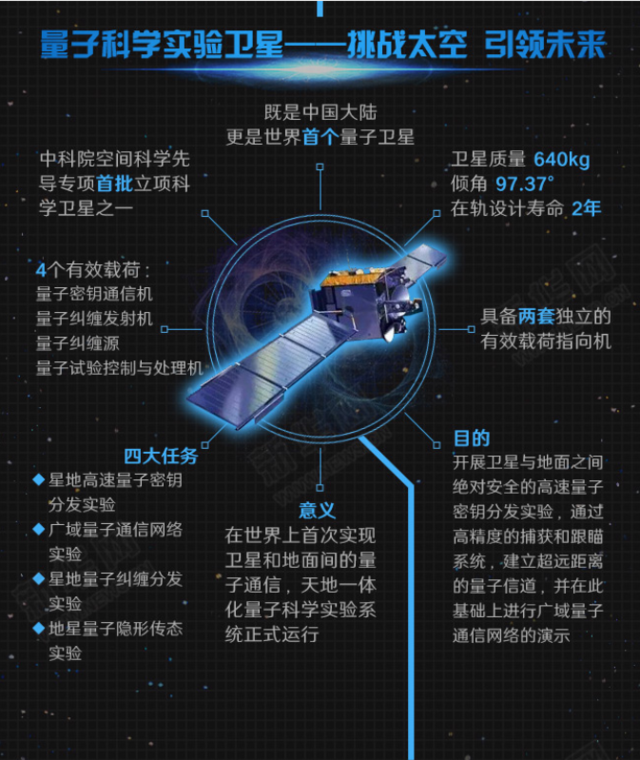 量子科学实验卫星——挑战太空 引领未来
既是中国大陆
更是世界首个量子卫星
中科院空间科学先
导专项首批立项科
学卫星之一
卫星质量 640kg
倾角 97.37°
在轨设计寿命 2年
4个有效载荷：
量子密钥通信机
量子纠缠发射机
量子纠缠源
量子试验控制与处理机
具备两套独立的
有效载荷指向机
四大任务
星地高速量子密钥
分发实验
广域量子通信网络
实验
星地量子纠缠分发
实验
地星量子隐形传态
实验
意义
在世界上首次实现
卫星和地面间的量
子通信，天地一体
化量子科学实验系
统正式运行
目的
开展卫星与地面之间
绝对安全的高速量子
密钥分发实验，通过
高精度的捕获和跟瞄
系统，建立超远距离
的量子信道，并在此
基础上进行广域量子
通信网络的演示